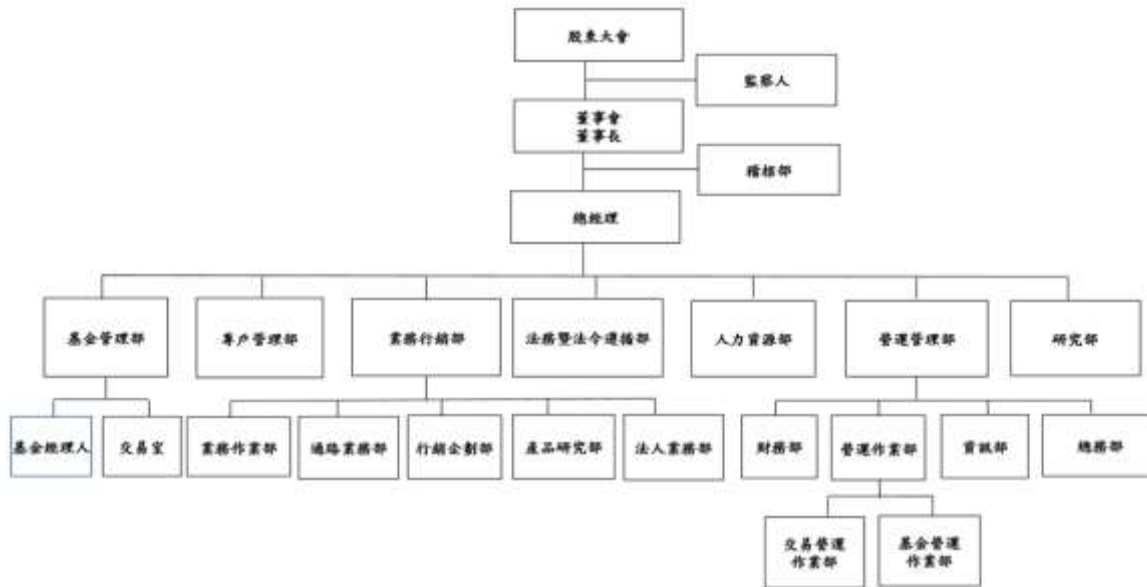 股東大會
監察人
董事會
董事長
稽核部
總經理
基金管理部
專戶管理部
業務行銷部
法務暨法令遵循部
人力資源部
營運管理部
研究部
基金經理人
交易室
業務作業部
通路業務部
行銷企劃部
產品研究部
法人業務部
財務部
營運作業部
資訊部
總務部
交易營運
作業部
基金營運
作業部